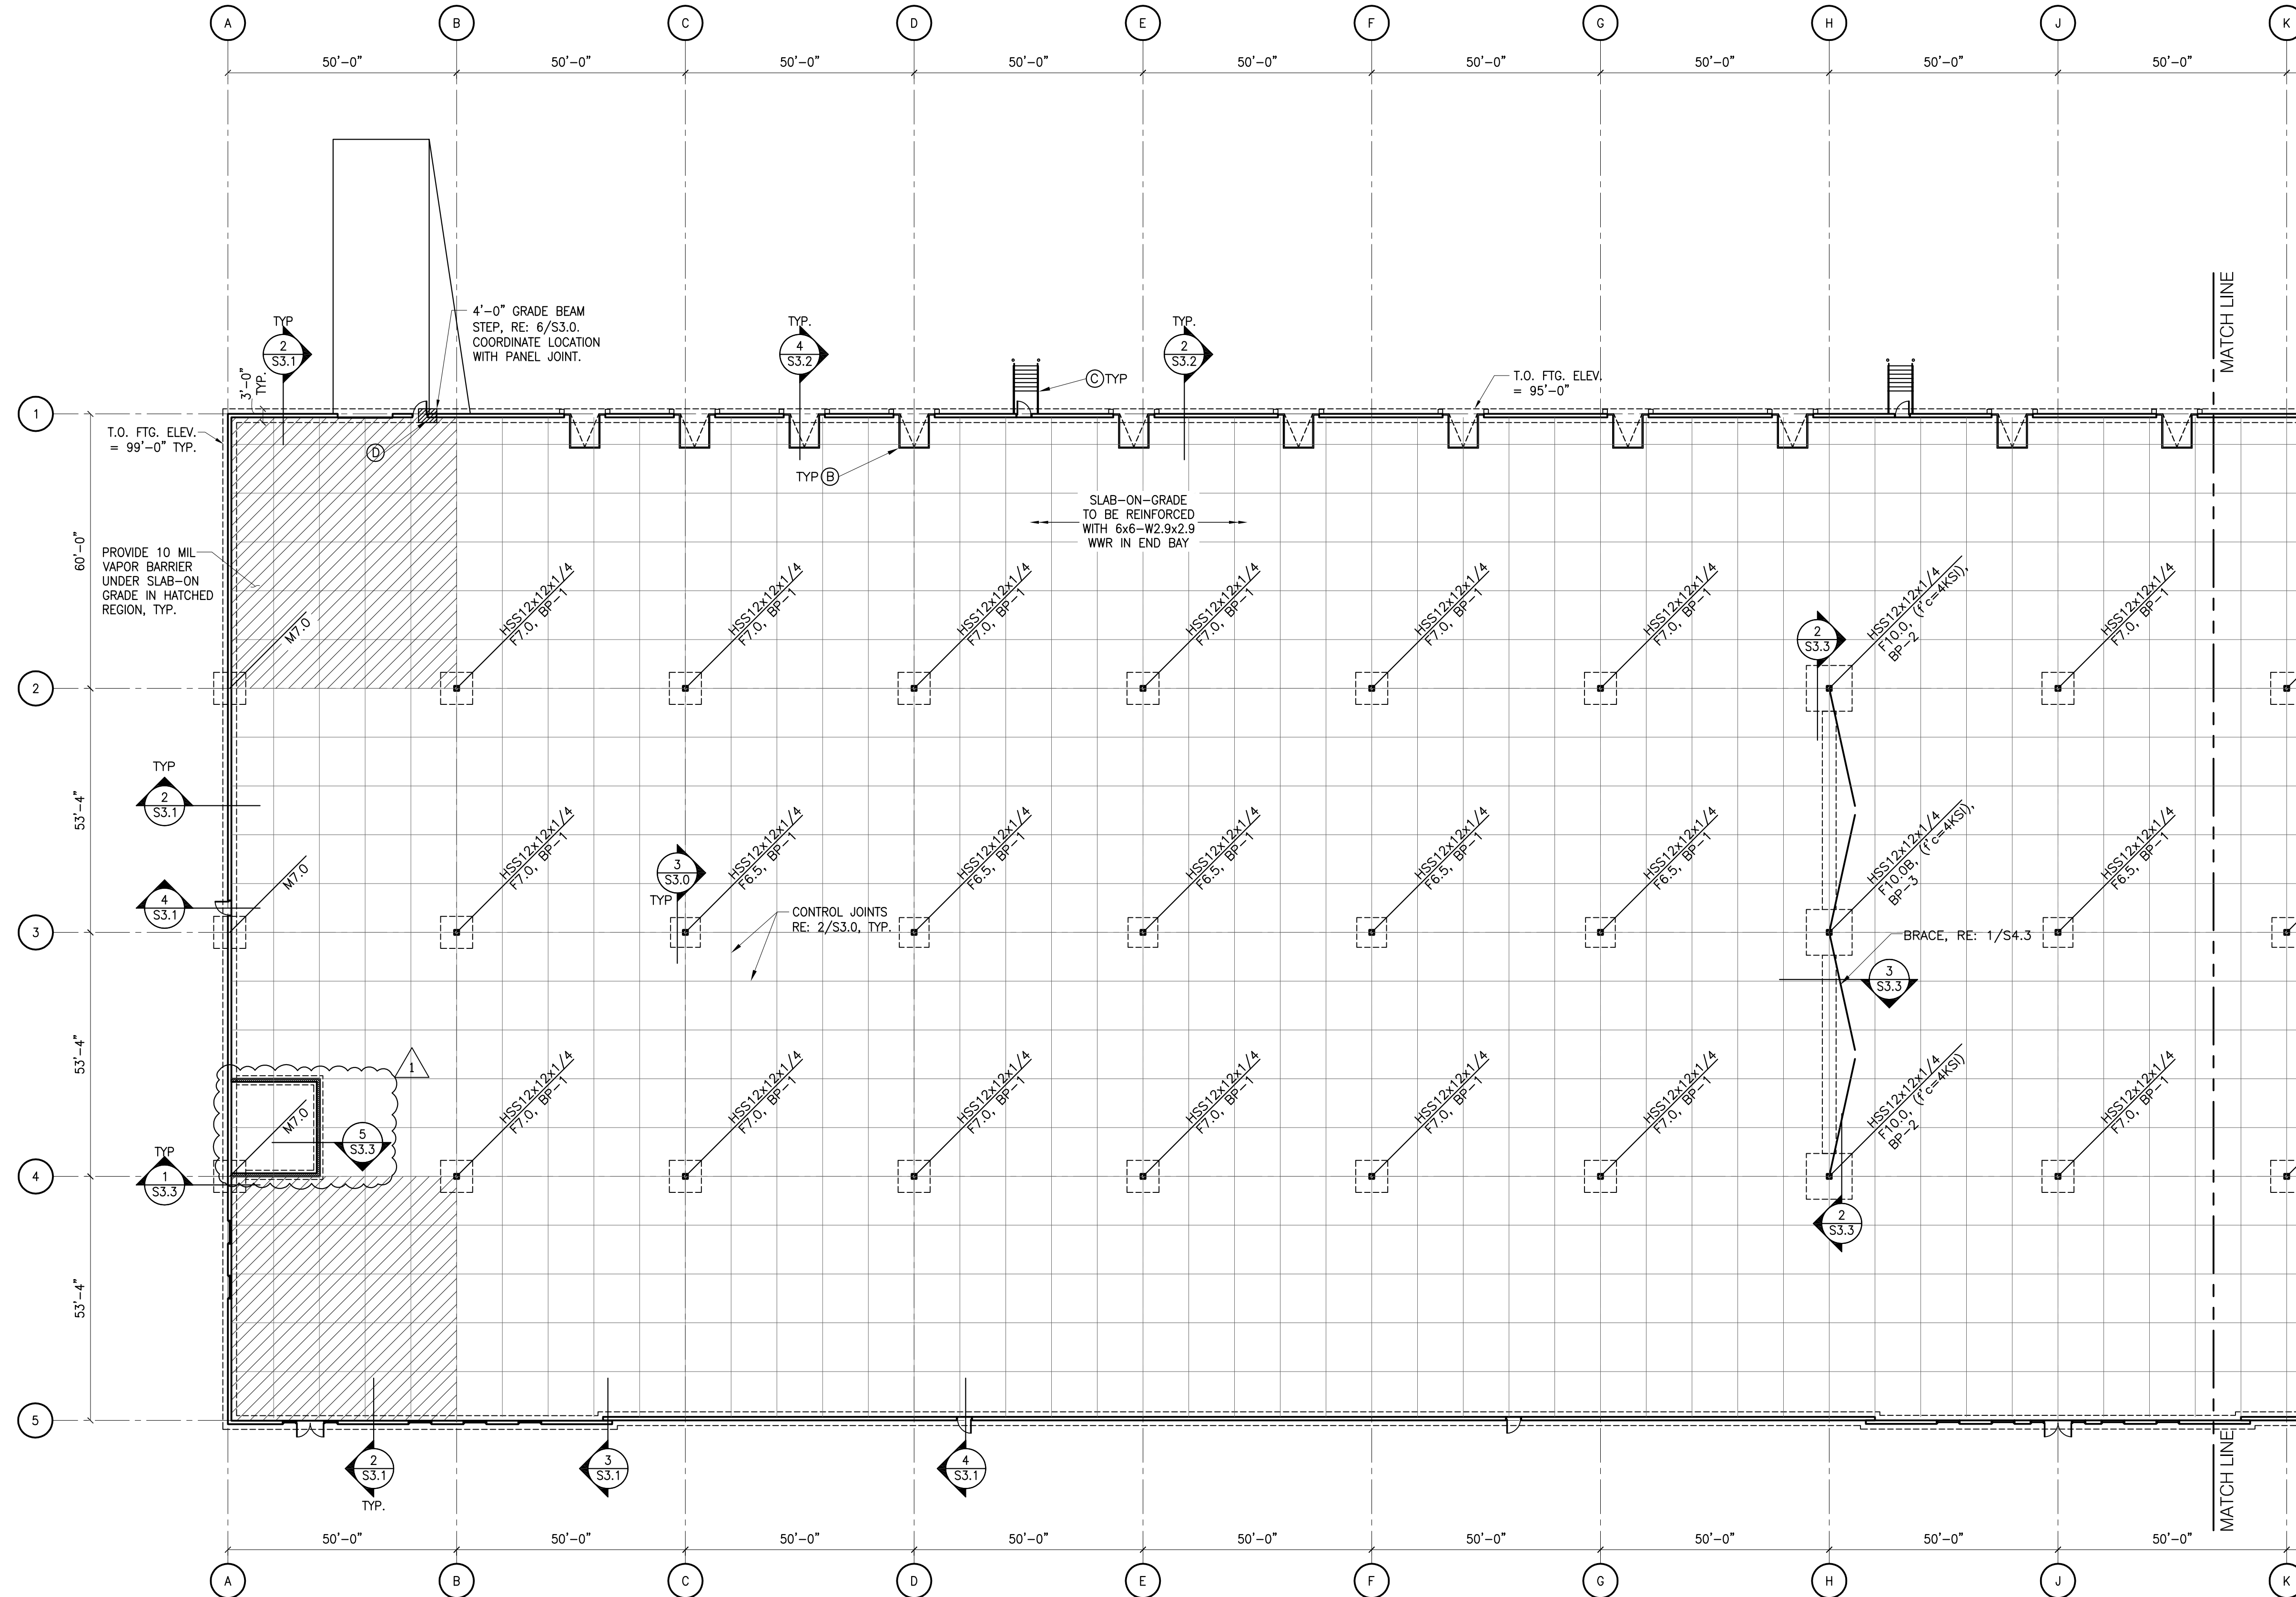 A B C D E F G H J K
50'-0" 50'-0" 50'-0" 50'-0" 50'-0" 50'-0" 50'-0" 50'-0" 50'-0"
MATCH LINE
4'-0" GRADE BEAM
STEP, RE: 6/S3.0.
COORDINATE LOCATION
WITH PANEL JOINT.
TYP
2
S3.1
TYP.
4
S3.2
TYP.
2
S3.2
3'-0"
TYP.
C TYP
T.O. FTG. ELEV.
= 95'-0"
1
T.O. FTG. ELEV.
= 99'-0" TYP.
D
TYP B
SLAB-ON-GRADE
TO BE REINFORCED
WITH 6x6-W2.9x2.9
WWR IN END BAY
60'-0"
PROVIDE 10 MIL
VAPOR BARRIER
UNDER SLAB-ON
GRADE IN HATCHED
REGION, TYP.
M7.0
HSS12x12x1/4
F7.0, BP-1
HSS12x12x1/4
F7.0, BP-1
HSS12x12x1/4
F7.0, BP-1
HSS12x12x1/4
F7.0, BP-1
HSS12x12x1/4
F7.0, BP-1
HSS12x12x1/4
F7.0, BP-1
2
S3.3
HSS12x12x1/4
F10.0, (f'c=4KSI),
BP-2
HSS12x12x1/4
F7.0, BP-1
2
TYP
2
S3.1
53'-4"
4
S3.1
M7.0
HSS12x12x1/4
F7.0, BP-1
3
S3.0
TYP
HSS12x12x1/4
F6.5, BP-1
HSS12x12x1/4
F6.5, BP-1
HSS12x12x1/4
F6.5, BP-1
HSS12x12x1/4
F6.5, BP-1
HSS12x12x1/4
F6.5, BP-1
HSS12x12x1/4
F10.0B, (f'c=4KSI),
BP-3
HSS12x12x1/4
F6.5, BP-1
CONTROL JOINTS
RE: 2/S3.0, TYP.
3
BRACE, RE: 1/S4.3
3
S3.3
53'-4"
1
M7.0
5
S3.3
HSS12x12x1/4
F7.0, BP-1
HSS12x12x1/4
F7.0, BP-1
HSS12x12x1/4
F7.0, BP-1
HSS12x12x1/4
F7.0, BP-1
HSS12x12x1/4
F7.0, BP-1
HSS12x12x1/4
F7.0, BP-1
HSS12x12x1/4
F10.0, (f'c=4KSI)
BP-2
HSS12x12x1/4
F7.0, BP-1
4
TYP
1
S3.3
2
S3.3
53'-4"
5
2
S3.1
TYP.
3
S3.1
4
S3.1
MATCH LINE
50'-0" 50'-0" 50'-0" 50'-0" 50'-0" 50'-0" 50'-0" 50'-0" 50'-0"
A B C D E F G H J K